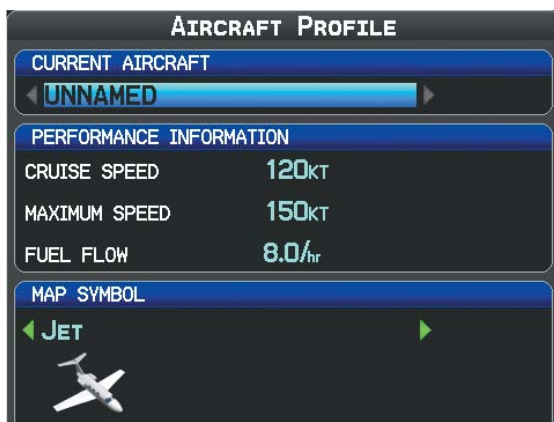 AIRCRAFT PROFILE
CURRENT AIRCRAFT
UNNAMED
PERFORMANCE INFORMATION
CRUISE SPEED 120KT
MAXIMUM SPEED 150KT
FUEL FLOW 8.0/hr
MAP SYMBOL
JET